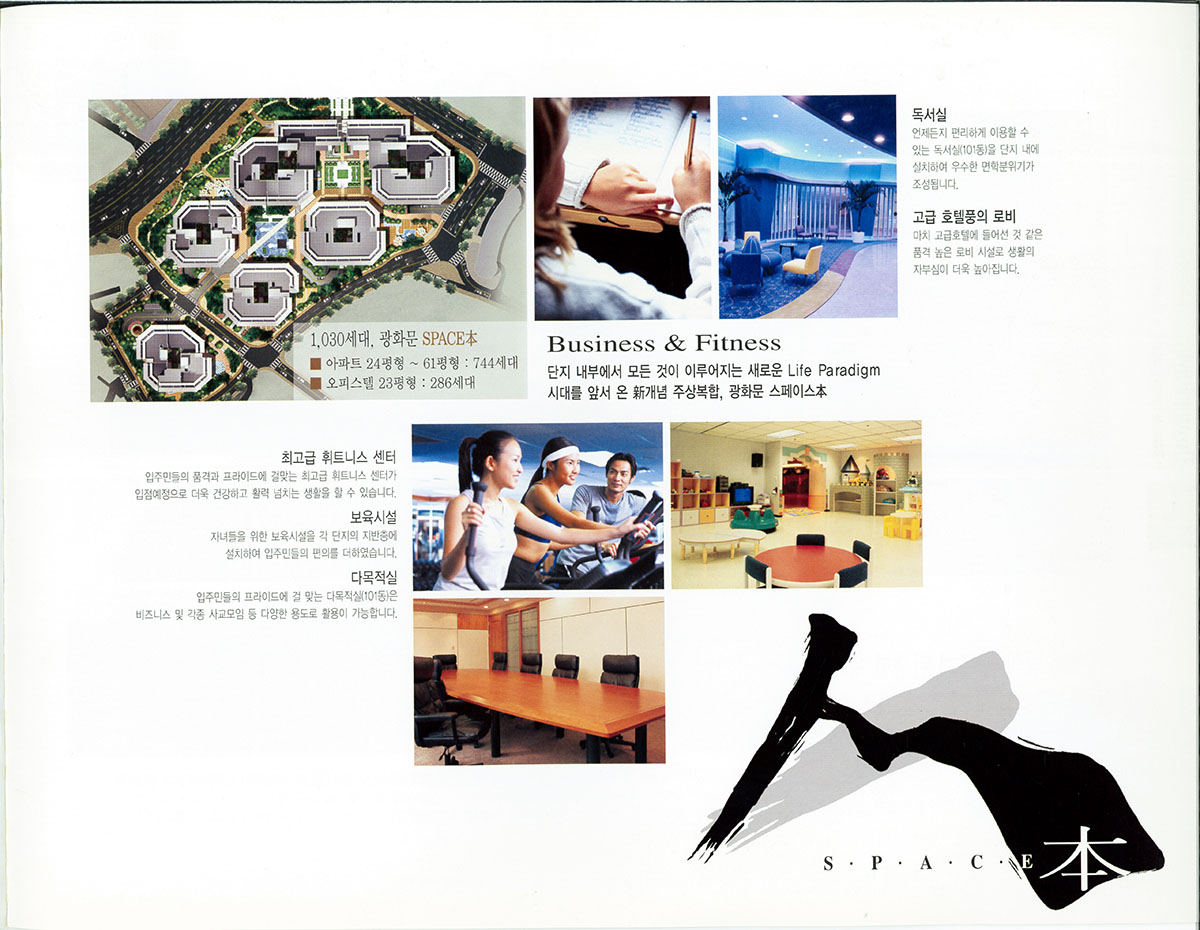 독서실
언제든지 편리하게 이용할 수
있는 독서실(101동)을 단지 내에
설치하여 우수한 면학분위기가
조성됩니다.
고급 호텔풍의 로비
마치 고급호텔에 들어선 것 같은
품격 높은 로비 시설로 생활의
자부심이 더욱 높아집니다.
1,030세대, 광화문 SPACE本
■ 아파트 24평형 ~ 61평형 : 744세대
■ 오피스텔 23평형 : 286세대
Business & Fitness
단지 내부에서 모든 것이 이루어지는 새로운 Life Paradigm
시대를 앞서 온 新개념 주상복합, 광화문 스페이스本
최고급 휘트니스 센터
입주민들의 품격과 프라이드에 걸맞는 최고급 휘트니스 센터가
입점예정으로 더욱 건강하고 활력 넘치는 생활을 할 수 있습니다.
보육시설
자녀들을 위한 보육시설을 각 단지의 지반층에
설치하여 입주민들의 편의를 더하였습니다.
다목적실
입주민들의 프라이드에 걸 맞는 다목적실(101동)은
비즈니스 및 각종 사교모임 등 다양한 용도로 활용이 가능합니다.
S · P · A · C · E 本